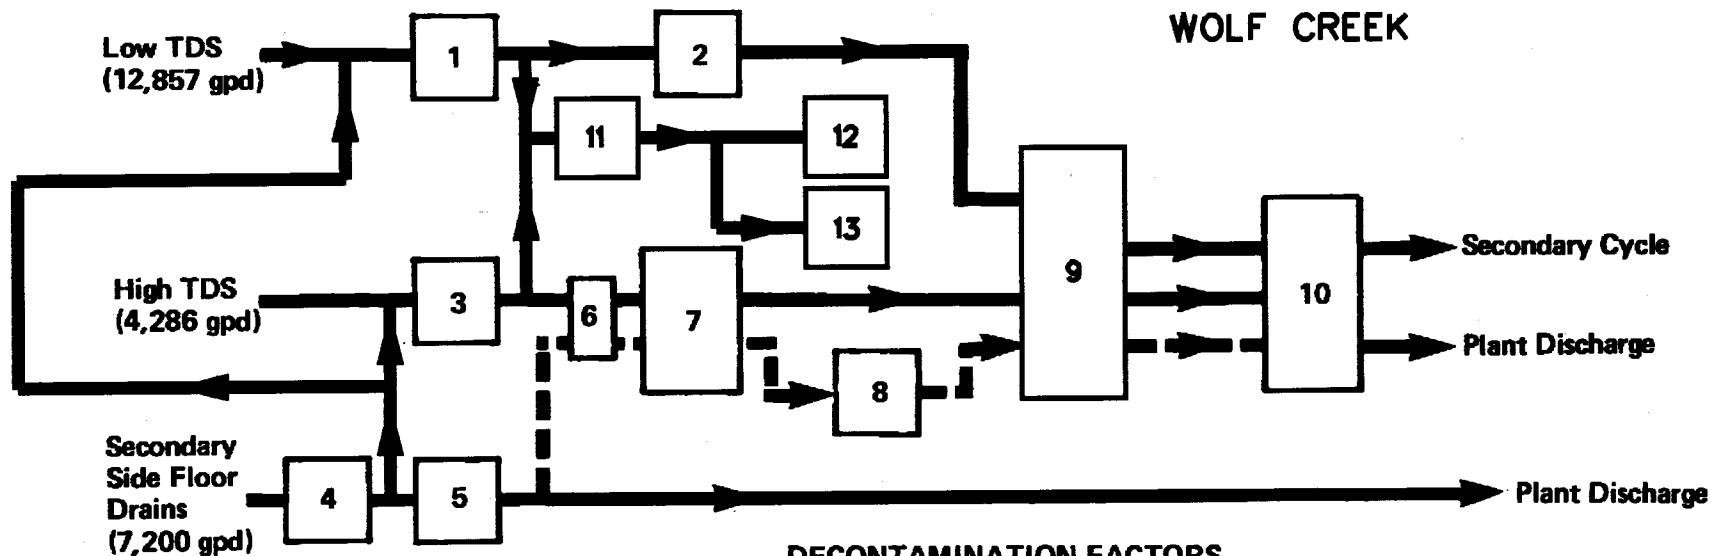 WOLF CREEK
Low TDS
(12,857 gpd)
1
2
11
12
13
High TDS
(4,286 gpd)
3
6
7
8
9
10
Secondary Cycle
Plant Discharge
Secondary
Side Floor
Drains
(7,200 gpd)
4
5
Plant Discharge
DECONTAMINATION FACTORS